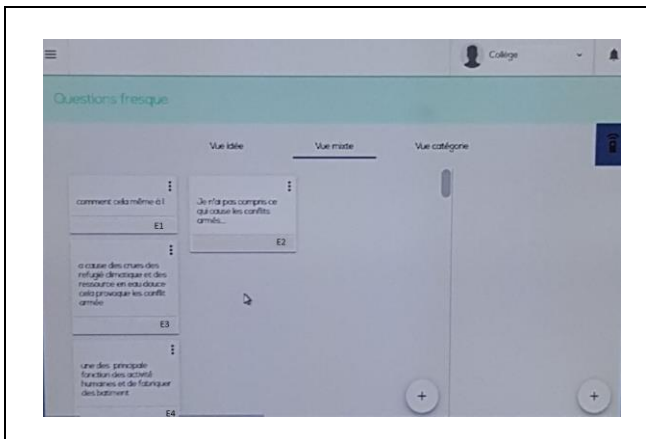 Collège
Questions fresque
Vue idée
Vue mixte
Vue catégorie
comment cela même à l
E1
Je n'ai pas compris ce
qui cause les conflits
armés...
E2
a cause des crues des
refugié climatique et des
ressource en eau douce
cela provoque les conflit
armée
E3
une des principale
fonction des activité
humaines et de fabriquer
des batiment
E4